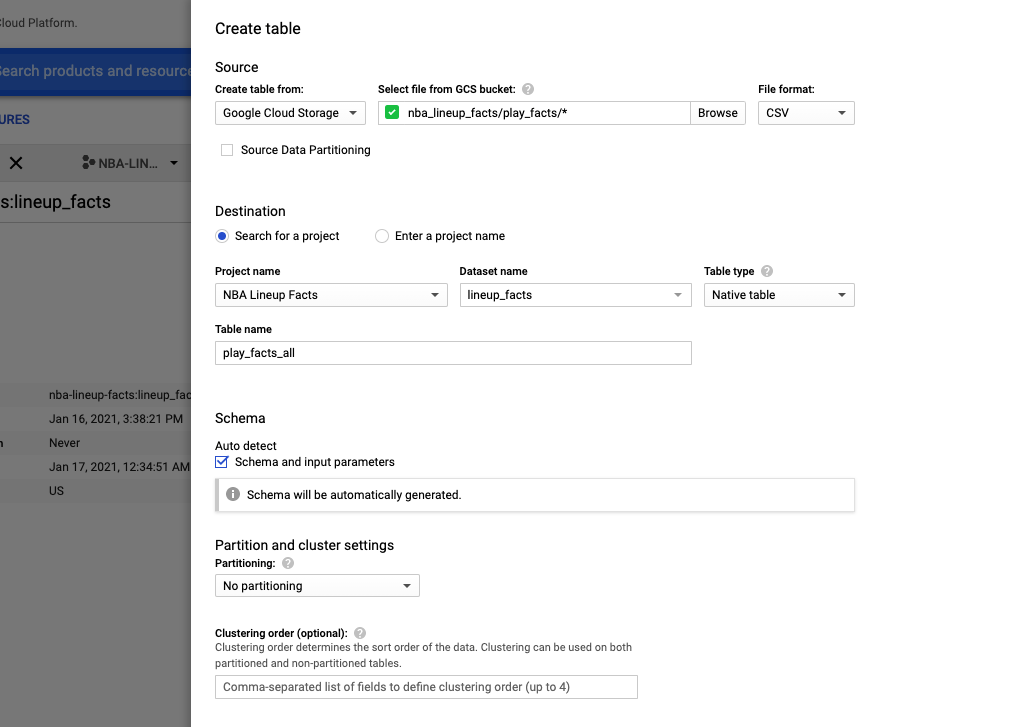 Cloud Platform.
Search products and resource
URES
NBA-LIN...
s:lineup_facts
nba-lineup-facts:lineup_fac
Jan 16, 2021, 3:38:21 PM
n Never
Jan 17, 2021, 12:34:51 AM
US
Create table
Source
Create table from: Select file from GCS bucket: ? File format:
Google Cloud Storage nba_lineup_facts/play_facts/* Browse CSV
Source Data Partitioning
Destination
Search for a project Enter a project name
Project name Dataset name Table type ?
NBA Lineup Facts lineup_facts Native table
Table name
play_facts_all
Schema
Auto detect
Schema and input parameters
Schema will be automatically generated.
Partition and cluster settings
Partitioning: ?
No partitioning
Clustering order (optional): ?
Clustering order determines the sort order of the data. Clustering can be used on both
partitioned and non-partitioned tables.
Comma-separated list of fields to define clustering order (up to 4)